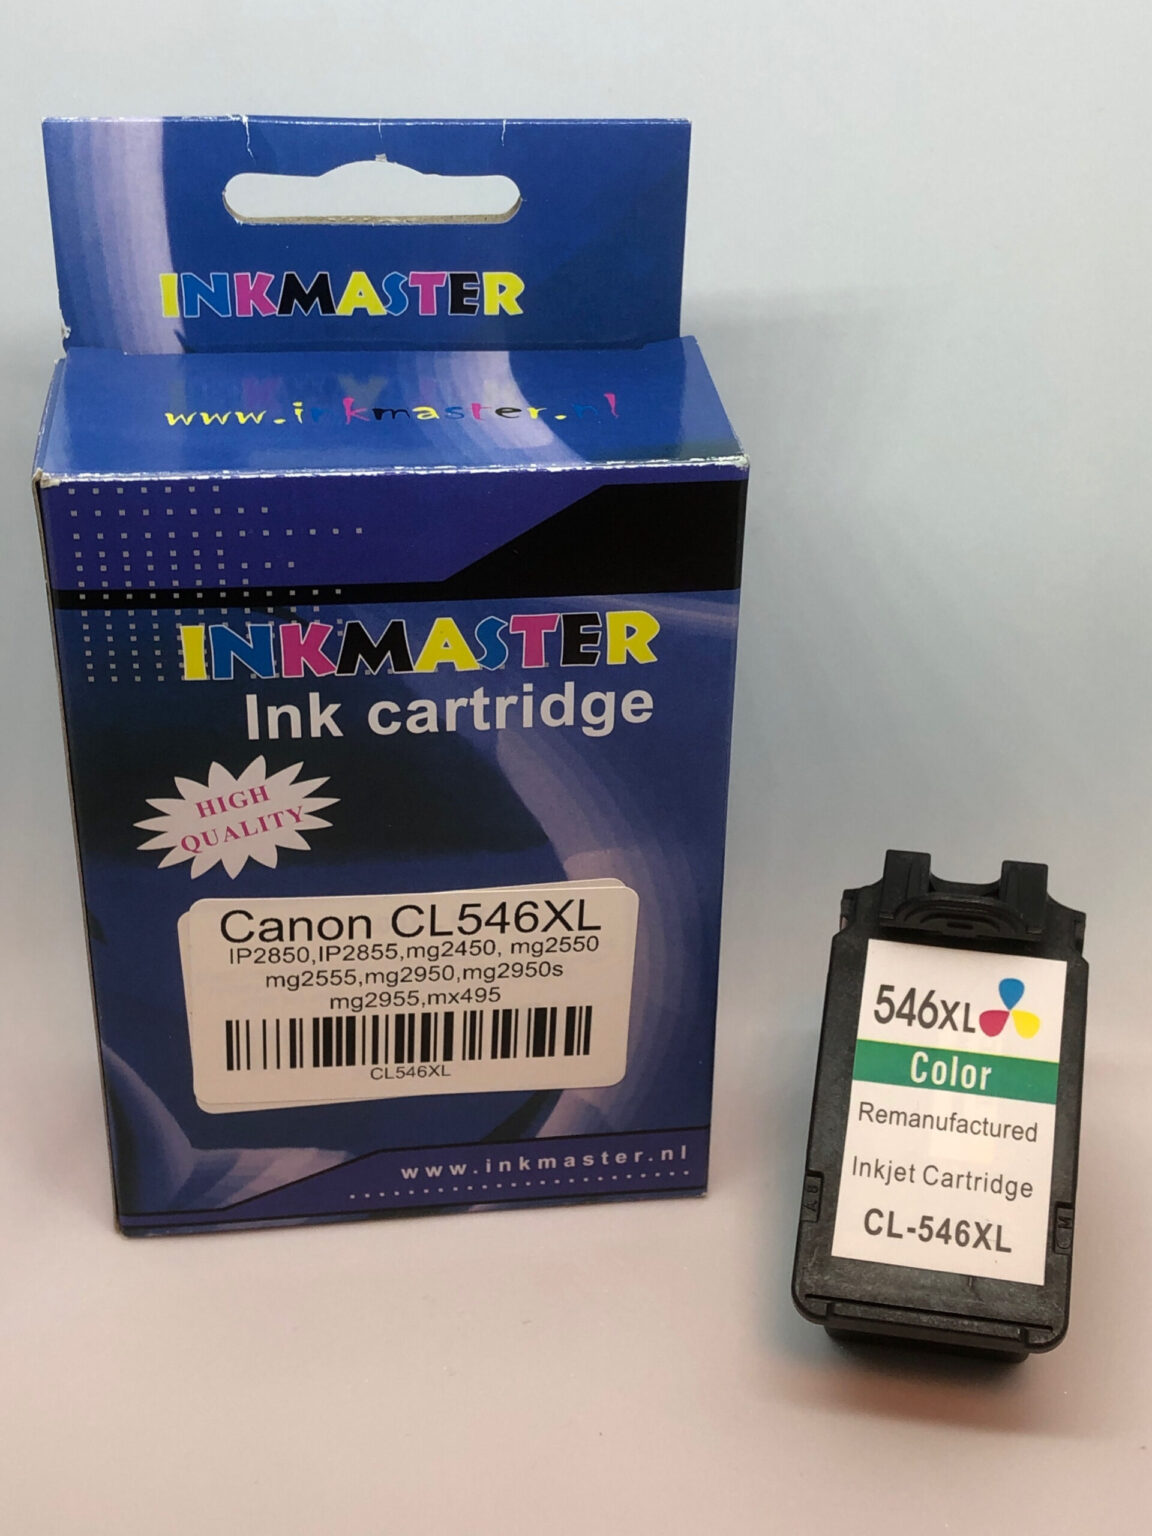 INKMASTER
www.inkmaster.nl
INKMASTER
Ink cartridge
HIGH
QUALITY
Canon CL546XL
IP2850,IP2855,mg2450, mg2550
mg2555,mg2950,mg2950s
mg2955,mx495
CL546XL
www.inkmaster.nl
546XL
Color
Remanufactured
Inkjet Cartridge
CL-546XL